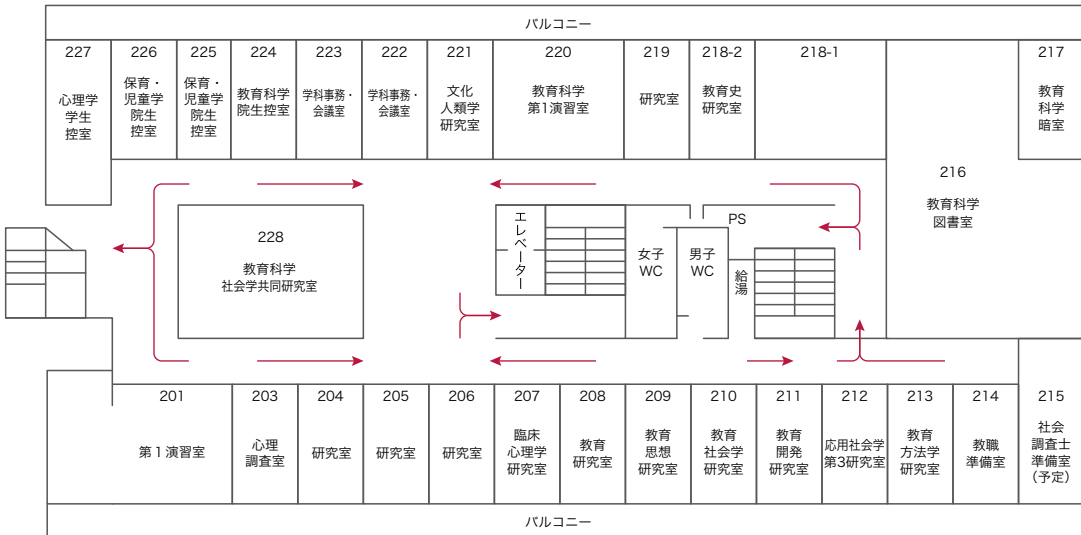 バルコニー
227
心理学
学生
控室
226
保育・
児童学
院生
控室
225
保育・
児童学
院生
控室
224
教育科学
院生控室
223
学科事務・
会議室
222
学科事務・
会議室
221
文化
人類学
研究室
220
教育科学
第1演習室
219
研究室
218-2
教育史
研究室
218-1
217
教育
科学
暗室
216
教育科学
図書室
228
教育科学
社会学共同研究室
エレベーター
女子
WC
男子
WC
PS
給湯
201
第1演習室
203
心理
調査室
204
研究室
205
研究室
206
研究室
207
臨床
心理学
研究室
208
教育
研究室
209
教育
思想
研究室
210
教育
社会学
研究室
211
教育
開発
研究室
212
応用社会学
第3研究室
213
教育
方法学
研究室
214
教職
準備室
215
社会
調査士
準備室
（予定）
バルコニー